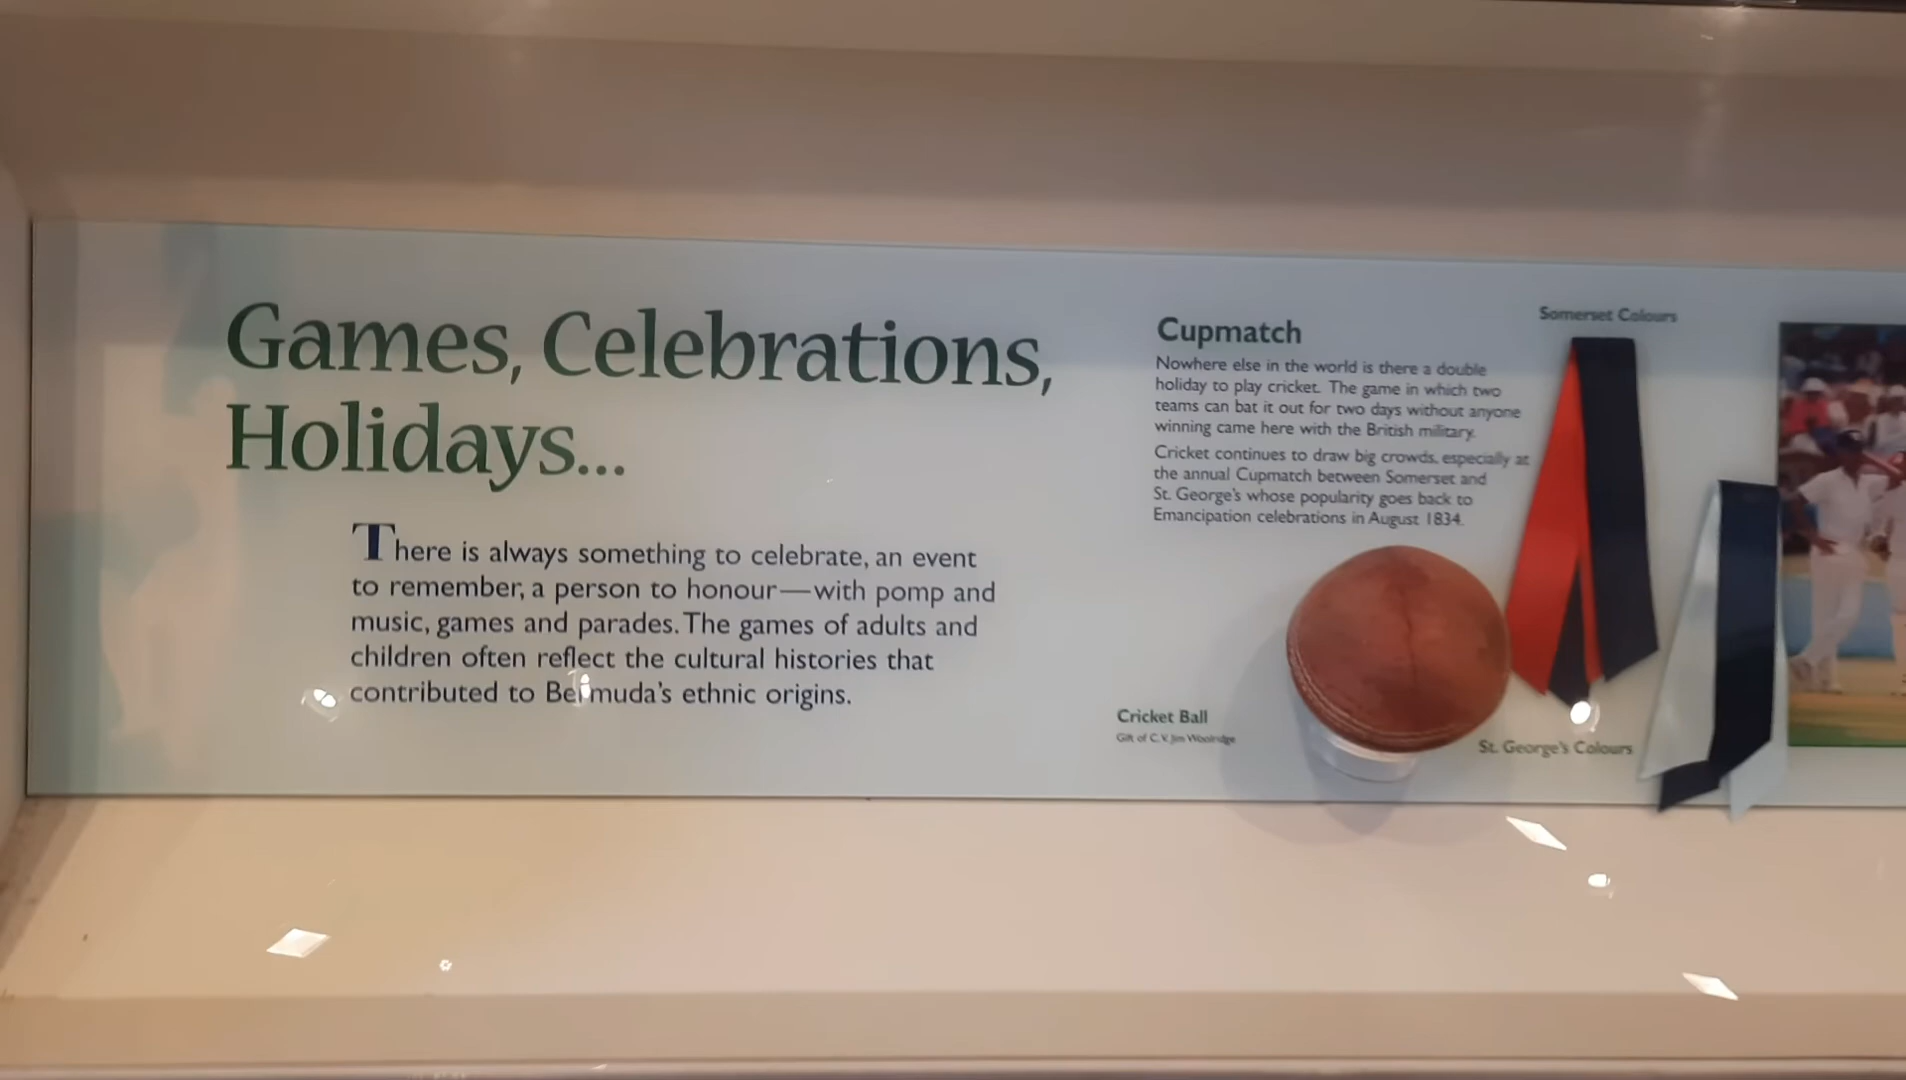 Games, Celebrations,
Holidays...
There is always something to celebrate, an event
to remember, a person to honour—with pomp and
music, games and parades. The games of adults and
children often reflect the cultural histories that
contributed to Bermuda's ethnic origins.
Cupmatch
Nowhere else in the world is there a double
holiday to play cricket. The game in which two
teams can bat it out for two days without anyone
winning came here with the British military.
Cricket continues to draw big crowds, especially at
the annual Cupmatch between Somerset and
St. George's whose popularity goes back to
Emancipation celebrations in August 1834.
Somerset Colours
Cricket Ball
Gift of C.V. Jim Woolridge
St. George's Colours